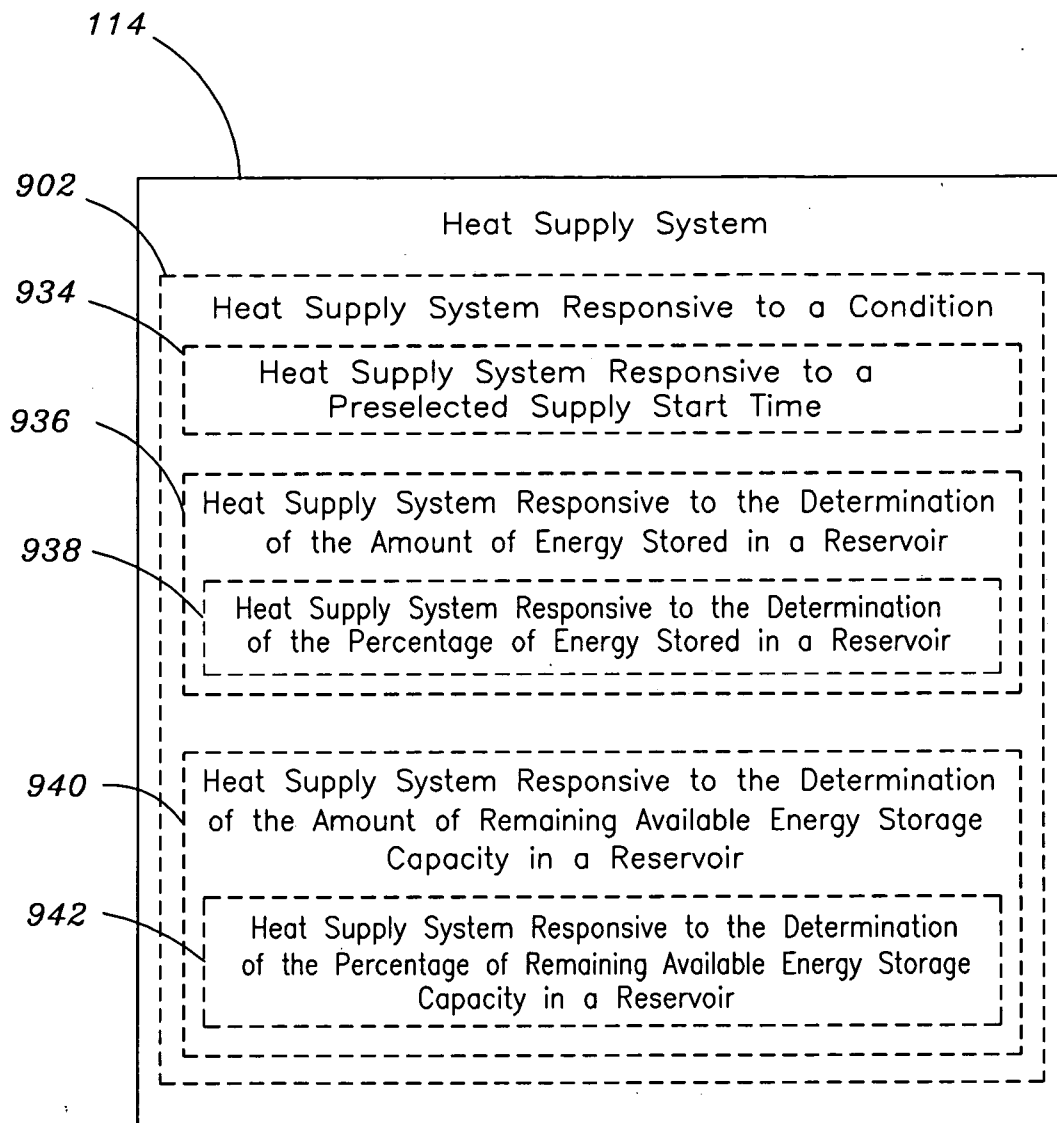 114
902
Heat Supply System
934
Heat Supply System Responsive to a Condition
Heat Supply System Responsive to a
Preselected Supply Start Time
936
Heat Supply System Responsive to the Determination
of the Amount of Energy Stored in a Reservoir
938
Heat Supply System Responsive to the Determination
of the Percentage of Energy Stored in a Reservoir
940
Heat Supply System Responsive to the Determination
of the Amount of Remaining Available Energy Storage
Capacity in a Reservoir
942
Heat Supply System Responsive to the Determination
of the Percentage of Remaining Available Energy Storage
Capacity in a Reservoir